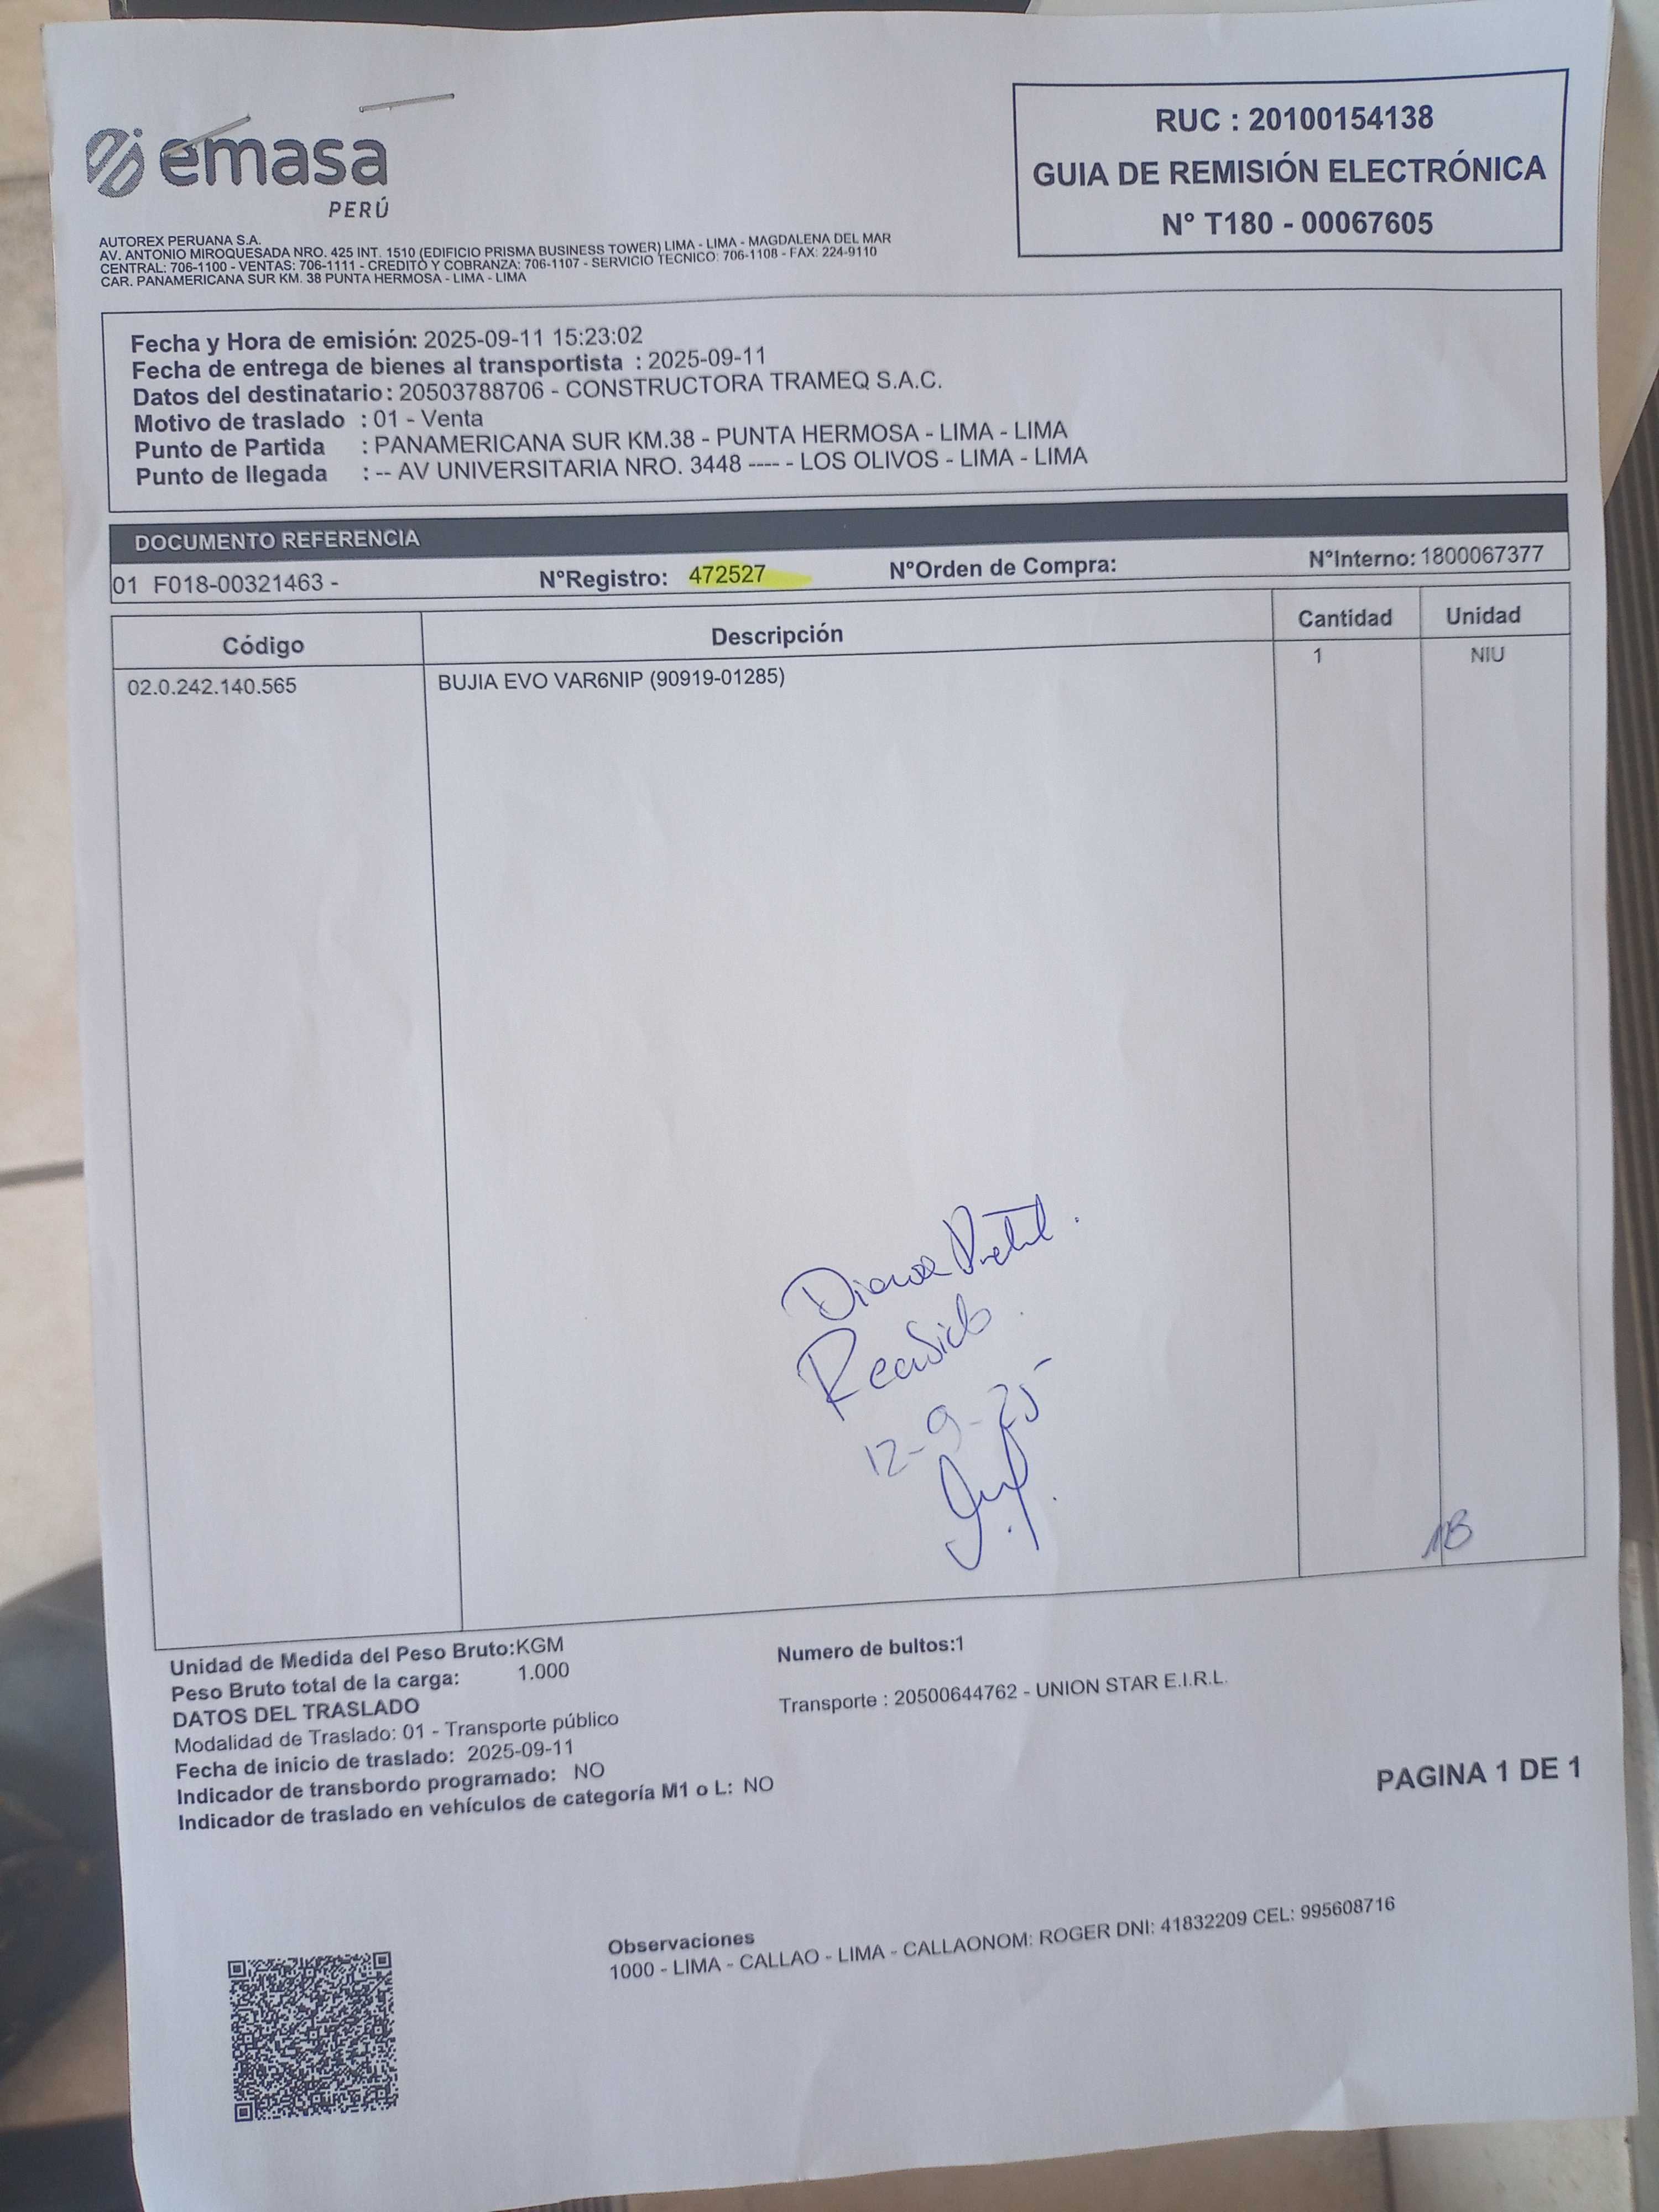 emasa
PERÚ
RUC : 20100154138
GUIA DE REMISIÓN ELECTRÓNICA
N° T180 - 00067605
AUTOREX PERUANA S.A.
AV. ANTONIO MIROQUESADA NRO. 425 INT. 1510 (EDIFICIO PRISMA BUSINESS TOWER) LIMA - LIMA - MAGDALENA DEL MAR
CENTRAL: 706-1100 - VENTAS: 706-1111 - CREDITO Y COBRANZA: 706-1107 - SERVICIO TECNICO: 706-1108 - FAX: 224-9110
CAR. PANAMERICANA SUR KM. 38 PUNTA HERMOSA - LIMA - LIMA
Fecha y Hora de emisión: 2025-09-11 15:23:02
Fecha de entrega de bienes al transportista : 2025-09-11
Datos del destinatario: 20503788706 - CONSTRUCTORA TRAMEQ S.A.C.
Motivo de traslado : 01 - Venta
Punto de Partida : PANAMERICANA SUR KM.38 - PUNTA HERMOSA - LIMA - LIMA
Punto de llegada : -- AV UNIVERSITARIA NRO. 3448 ---- - LOS OLIVOS - LIMA - LIMA
DOCUMENTO REFERENCIA
01 F018-00321463 - N°Registro: 472527 N°Orden de Compra: N°Interno: 1800067377
Código Descripción Cantidad Unidad
02.0.242.140.565 BUJIA EVO VAR6NIP (90919-01285) 1 NIU
Diana
Recibido
12-9-25
1B
Unidad de Medida del Peso Bruto:KGM
Peso Bruto total de la carga: 1.000
Numero de bultos:1
DATOS DEL TRASLADO
Modalidad de Traslado: 01 - Transporte público
Transporte : 20500644762 - UNION STAR E.I.R.L.
Fecha de inicio de traslado: 2025-09-11
Indicador de transbordo programado: NO
Indicador de traslado en vehículos de categoría M1 o L: NO
PAGINA 1 DE 1
Observaciones
1000 - LIMA - CALLAO - LIMA - CALLAONOM: ROGER DNI: 41832209 CEL: 995608716